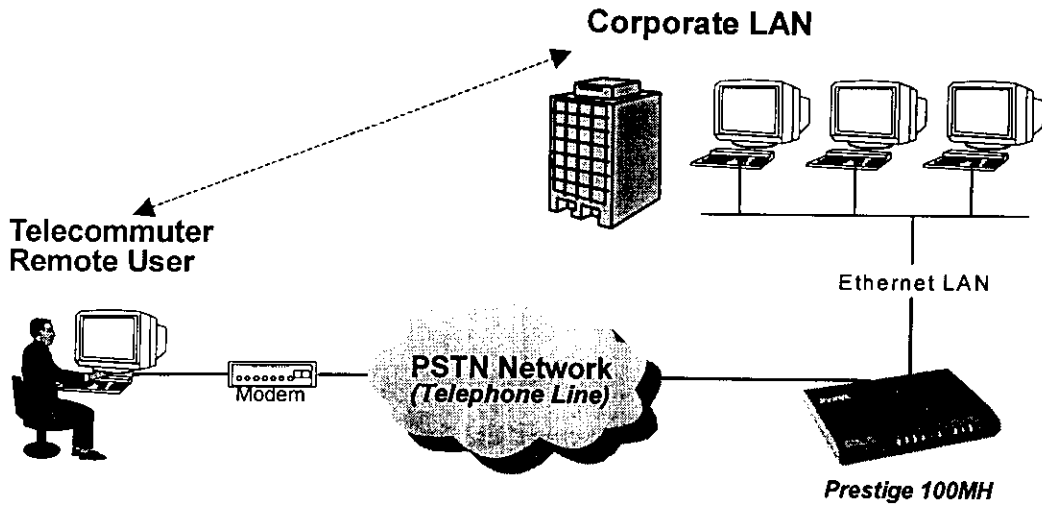 Corporate LAN
Telecommuter
Remote User
Ethernet LAN
Modem
PSTN Network
(Telephone Line)
Prestige 100MH